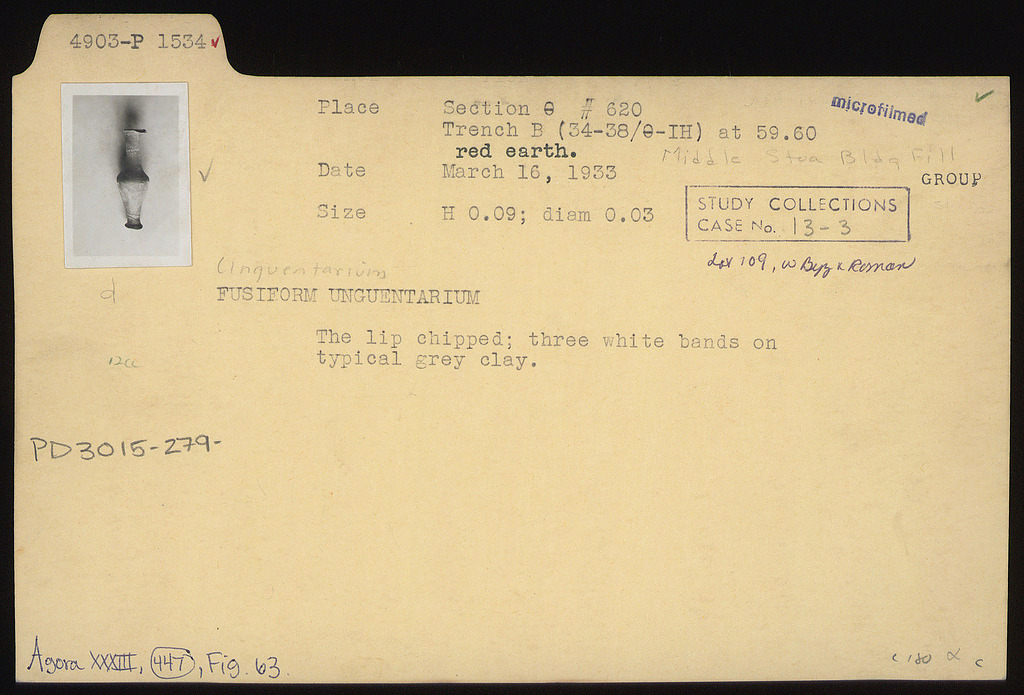 4903-P 1534
microfilmed
Place Section Θ # 620
Trench B (34-38/Θ-IH) at 59.60
red earth.
Middle Stoa Bldg Fill
GROUP
Date March 16, 1933
Size H 0.09; diam 0.03
STUDY COLLECTIONS
CASE No. 13-3
Lot 109, w Byz & Roman
Unguentarium
d
FUSIFORM UNGUENTARIUM
The lip chipped; three white bands on
typical grey clay.
PD3015-279-
Agora XXXIII, 447, Fig. 63.
c 180 α c